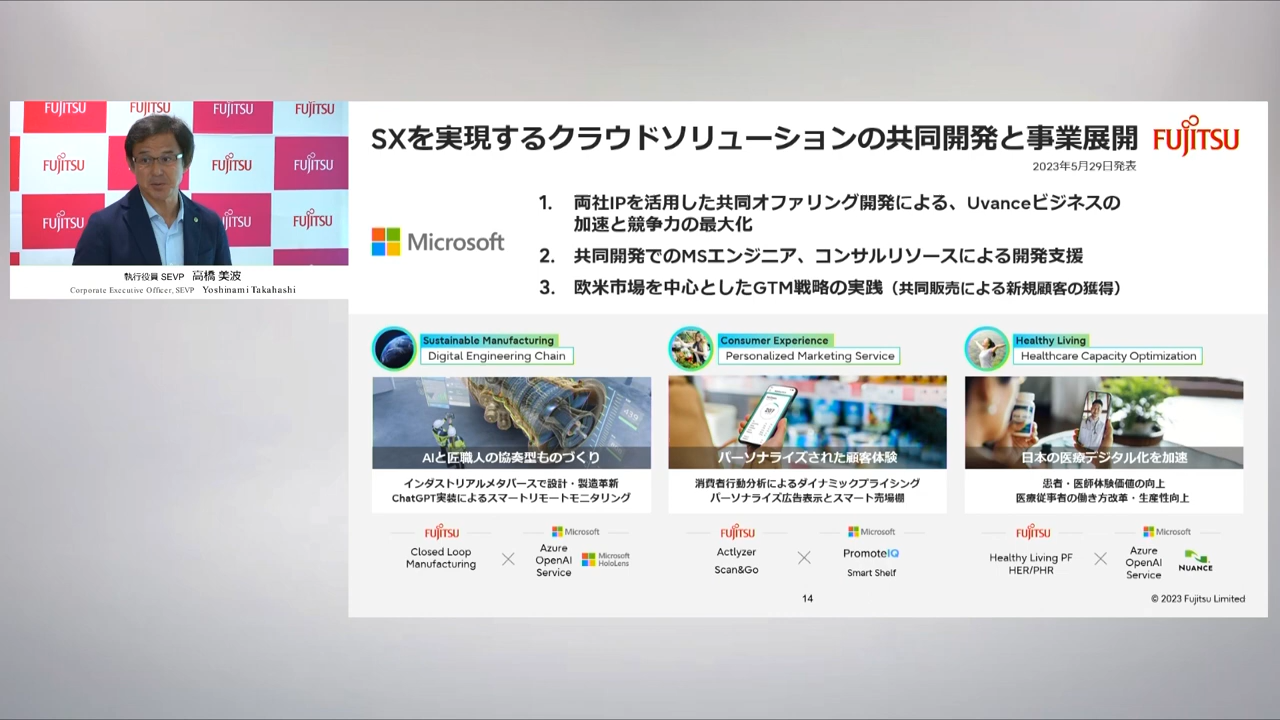 FUJITSU FUJITSU FUJITSU FUJITSU
FUJITSU FUJITSU FUJITSU
FUJITSU FUJITSU FUJITSU
執行役員 SEVP 高橋 美波
Corporate Executive Officer, SEVP Yoshinami Takahashi
SXを実現するクラウドソリューションの共同開発と事業展開
FUJITSU
2023年5月29日発表
Microsoft
1. 両社IPを活用した共同オファリング開発による、Uvanceビジネスの
加速と競争力の最大化
2. 共同開発でのMSエンジニア、コンサルリソースによる開発支援
3. 欧米市場を中心としたGTM戦略の実践（共同販売による新規顧客の獲得）
Sustainable Manufacturing
Digital Engineering Chain
AIと匠職人の協奏型ものづくり
インダストリアルメタバースで設計・製造革新
ChatGPT実装によるスマートリモートモニタリング
FUJITSU
Closed Loop
Manufacturing
Microsoft
Azure
OpenAI
Service
Microsoft
HoloLens
Consumer Experience
Personalized Marketing Service
パーソナライズされた顧客体験
消費者行動分析によるダイナミックプライシング
パーソナライズ広告表示とスマート売場棚
FUJITSU
Actlyzer
Scan&Go
Microsoft
PromoteIQ
Smart Shelf
Healthy Living
Healthcare Capacity Optimization
日本の医療デジタル化を加速
患者・医師体験価値の向上
医療従事者の働き方改革・生産性向上
FUJITSU
Healthy Living PF
HER/PHR
Microsoft
Azure
OpenAI
Service
NUANCE
14
© 2023 Fujitsu Limited